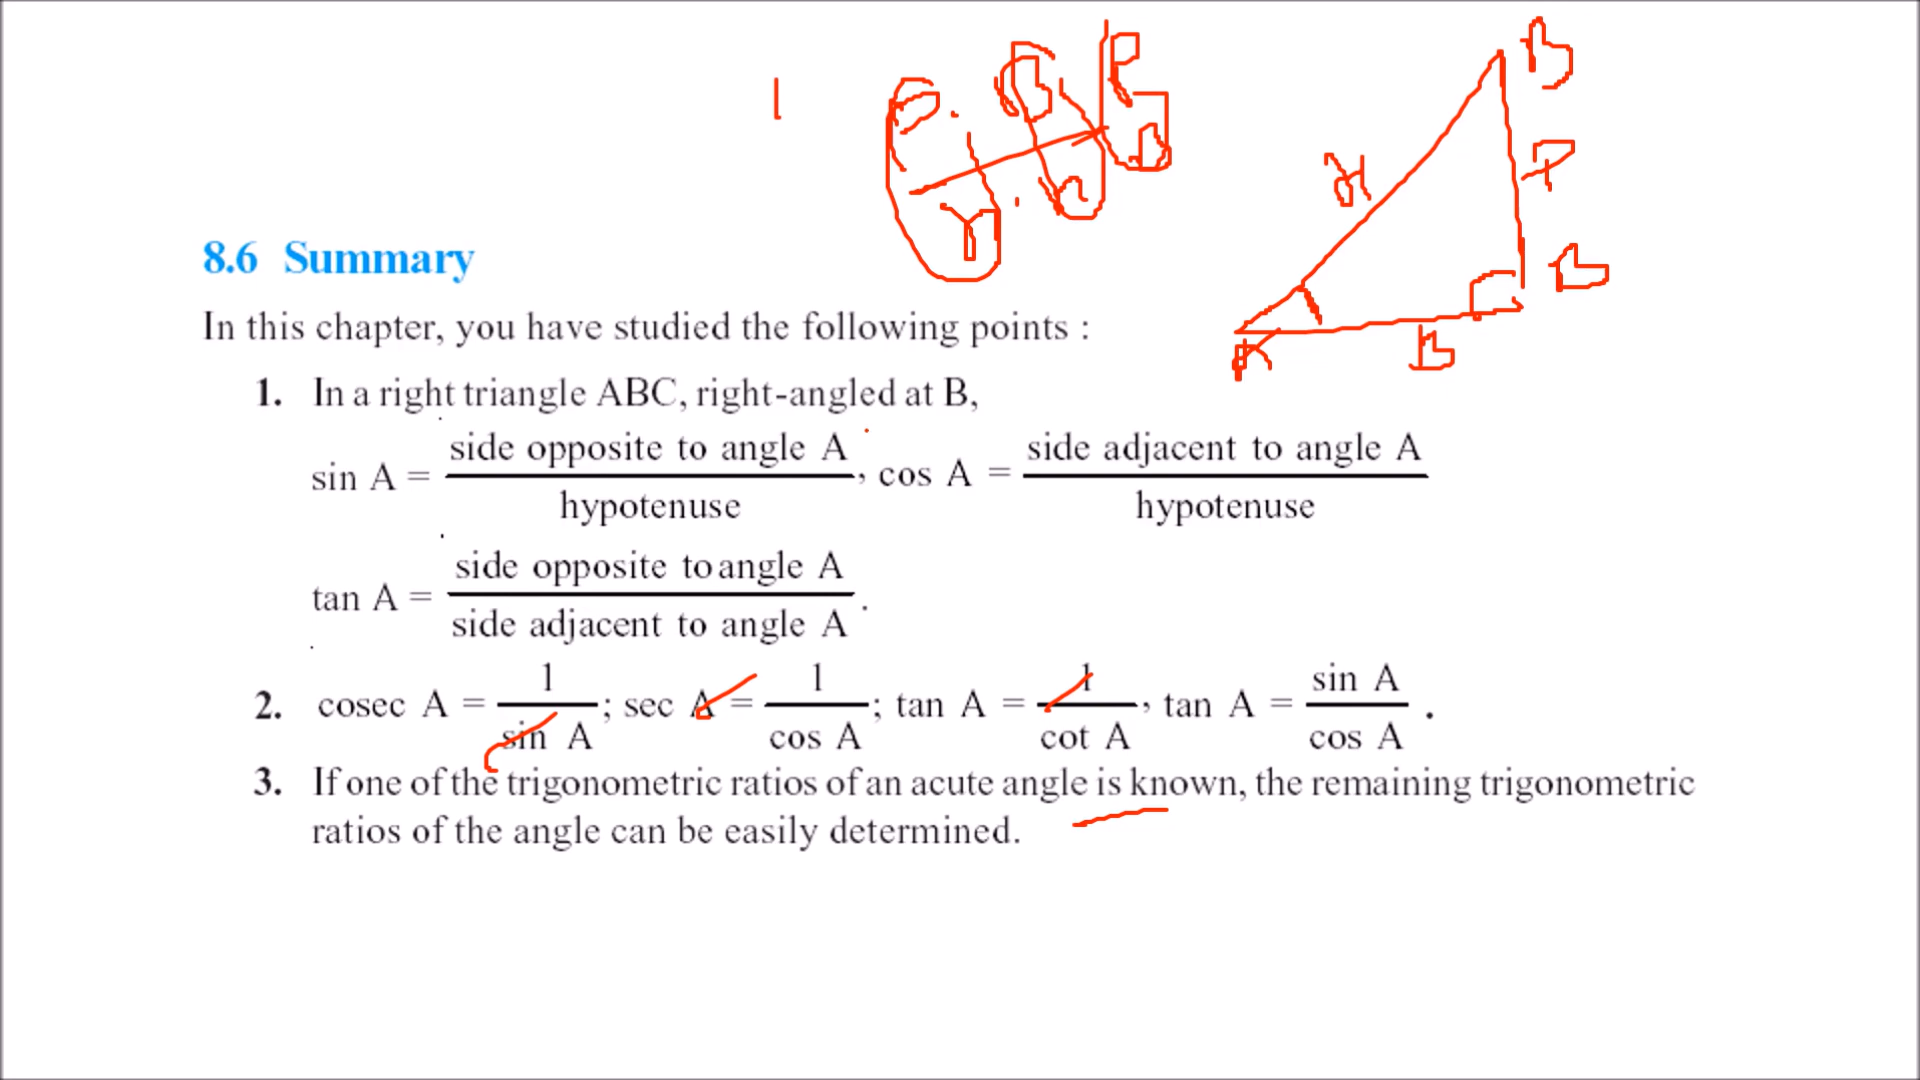 8.6 Summary
In this chapter, you have studied the following points :
1. In a right triangle ABC, right-angled at B,
sin A = side opposite to angle A / hypotenuse, cos A = side adjacent to angle A / hypotenuse
tan A = side opposite to angle A / side adjacent to angle A.
2. cosec A = 1 / sin A; sec A = 1 / cos A; tan A = 1 / cot A, tan A = sin A / cos A.
3. If one of the trigonometric ratios of an acute angle is known, the remaining trigonometric
ratios of the angle can be easily determined.